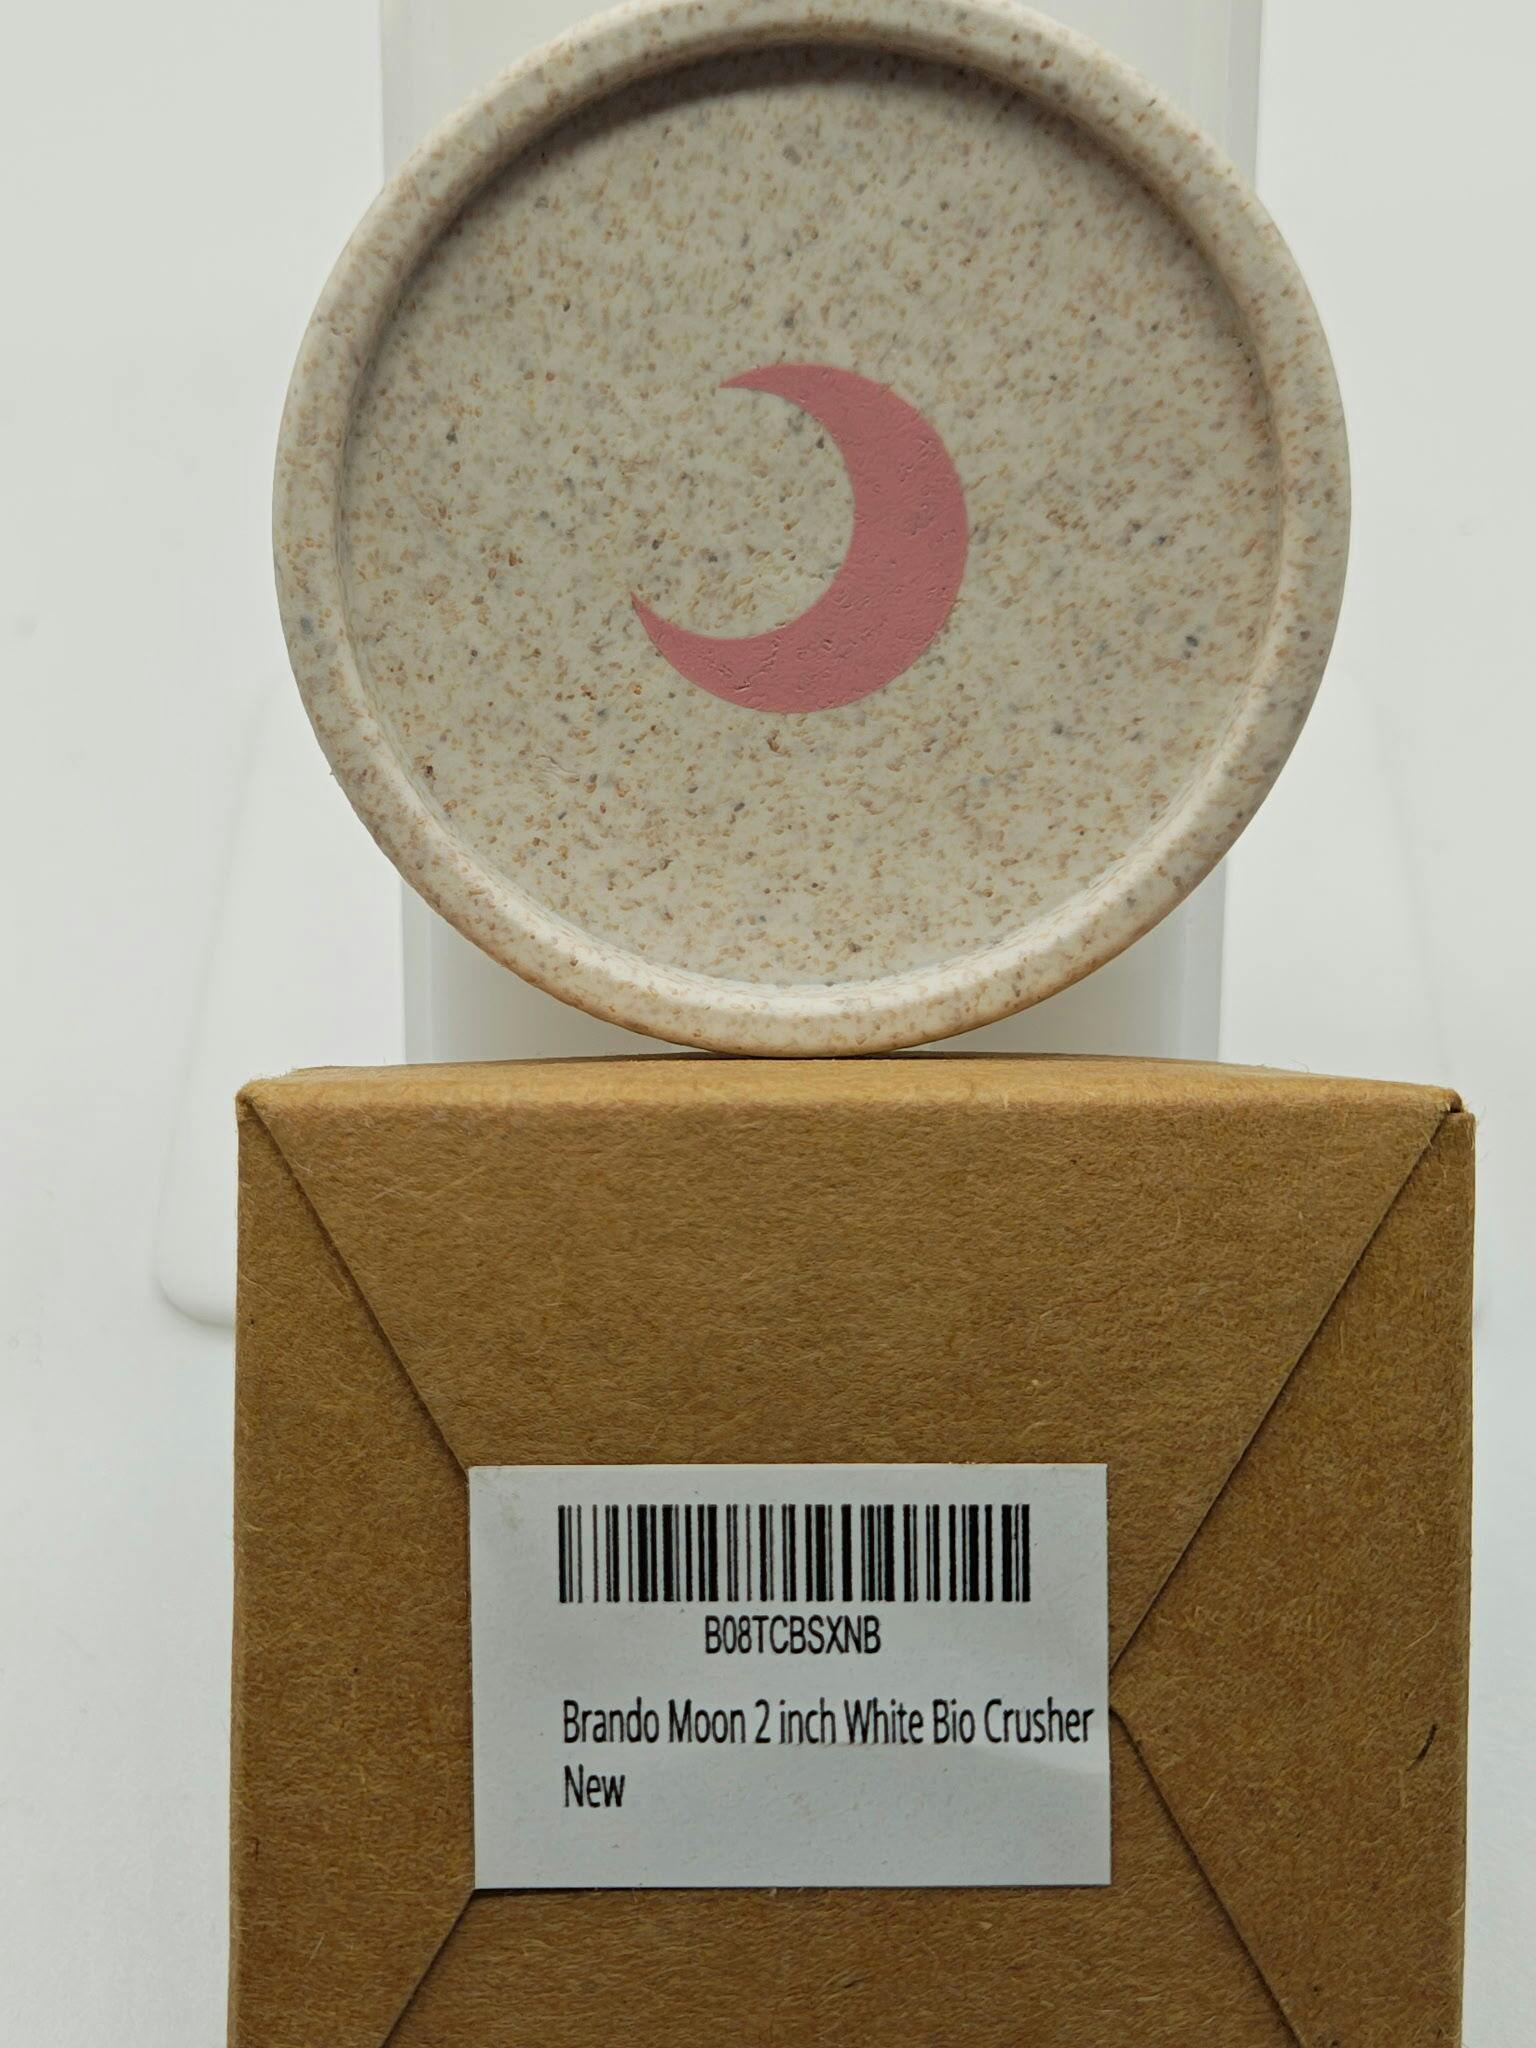 B08TCBSXNB
Brando Moon 2 inch White Bio Crusher
New